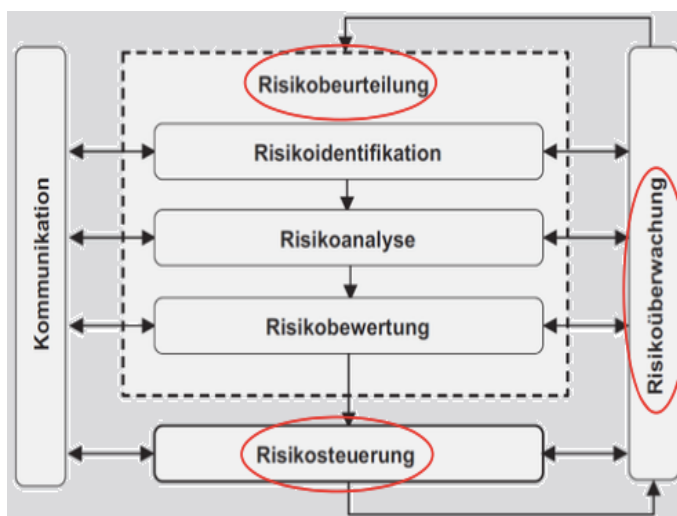 Risikobeurteilung
Kommunikation
Risikoidentifikation
Risikoanalyse
Risikobewertung
Risikoüberwachung
Risikosteuerung